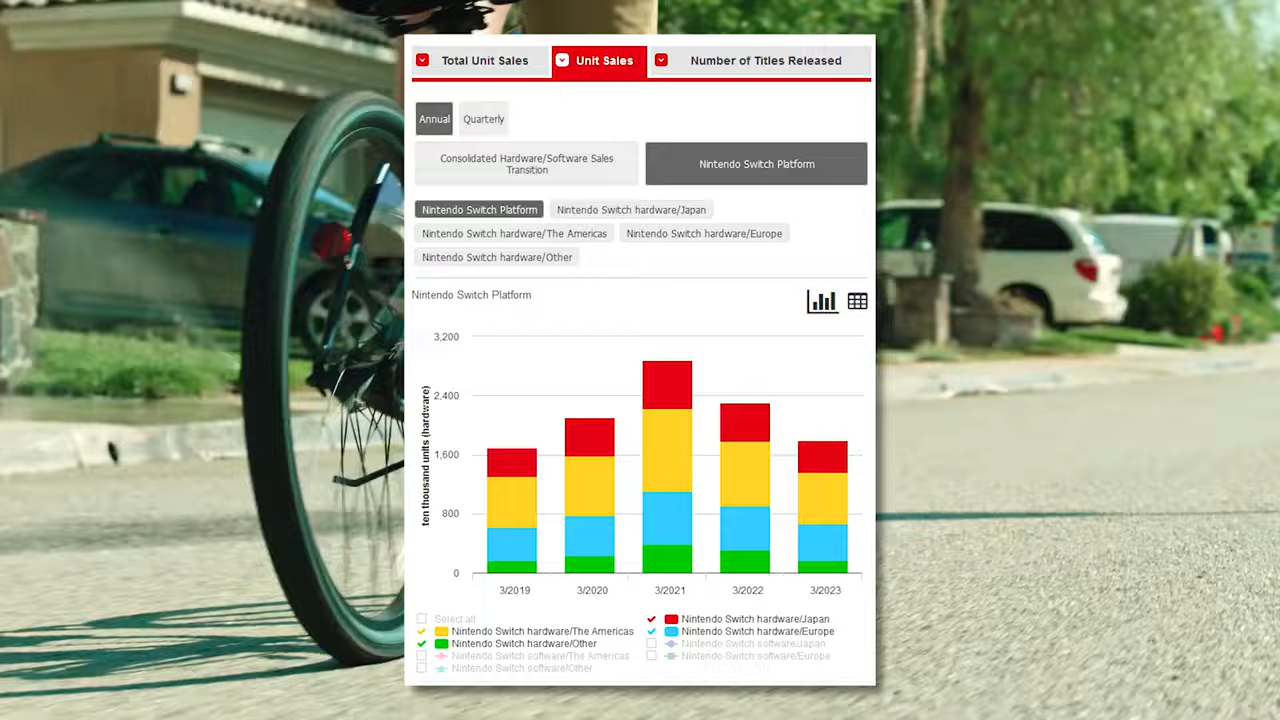 Total Unit Sales
Unit Sales
Number of Titles Released
Annual
Quarterly
Consolidated Hardware/Software Sales
Transition
Nintendo Switch Platform
Nintendo Switch Platform
Nintendo Switch hardware/Japan
Nintendo Switch hardware/The Americas
Nintendo Switch hardware/Europe
Nintendo Switch hardware/Other
Nintendo Switch Platform
ten thousand units (hardware)
3,200
2,400
1,600
800
0
3/2019
3/2020
3/2021
3/2022
3/2023
Select all
Nintendo Switch hardware/Japan
Nintendo Switch hardware/The Americas
Nintendo Switch hardware/Europe
Nintendo Switch hardware/Other
Nintendo Switch software/Japan
Nintendo Switch software/The Americas
Nintendo Switch software/Europe
Nintendo Switch software/Other